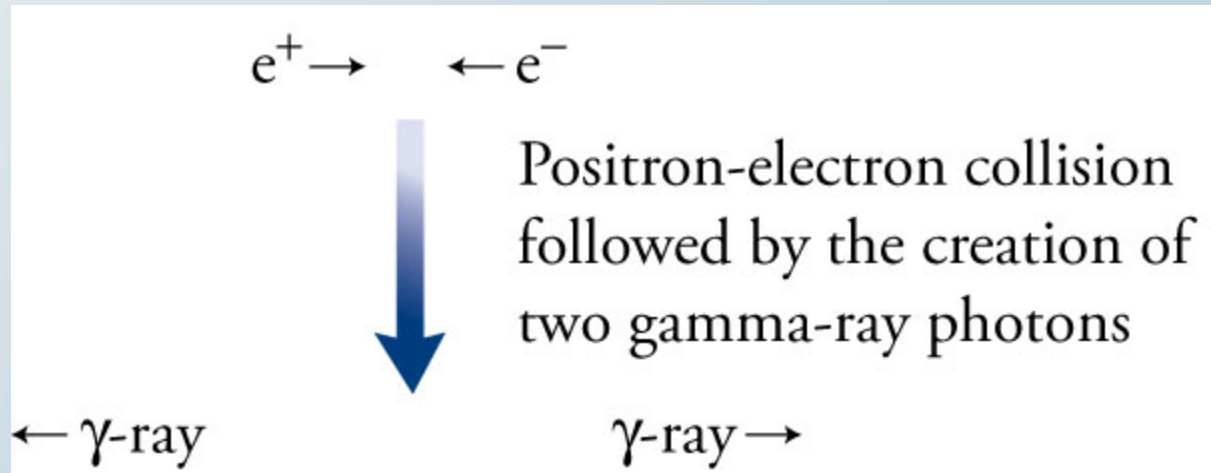 e⁺→ ←e⁻
Positron-electron collision
followed by the creation of
two gamma-ray photons
←γ-ray γ-ray→